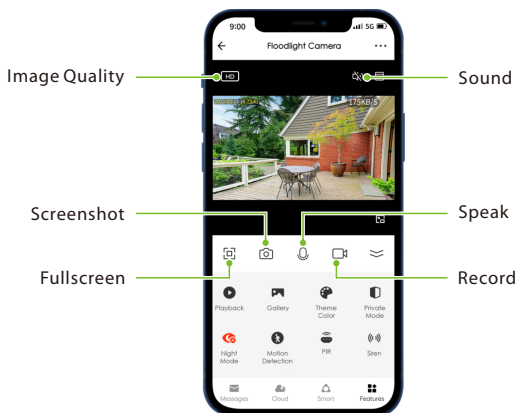 9:00
5G
Floodlight Camera
Image Quality
HD
Sound
175KB/S
Screenshot
Speak
Fullscreen
Record
Playback
Gallery
Theme
Color
Private
Mode
Night
Mode
Motion
Detection
PIR
Siren
Messages
Cloud
Smart
Features